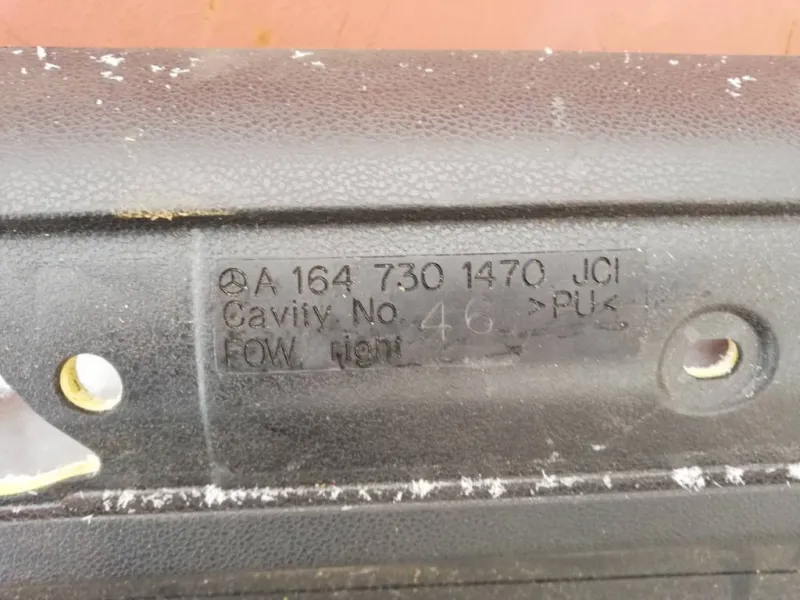 A 164 730 1470 JCI
Cavity No. 46 >PU<
FOW. right